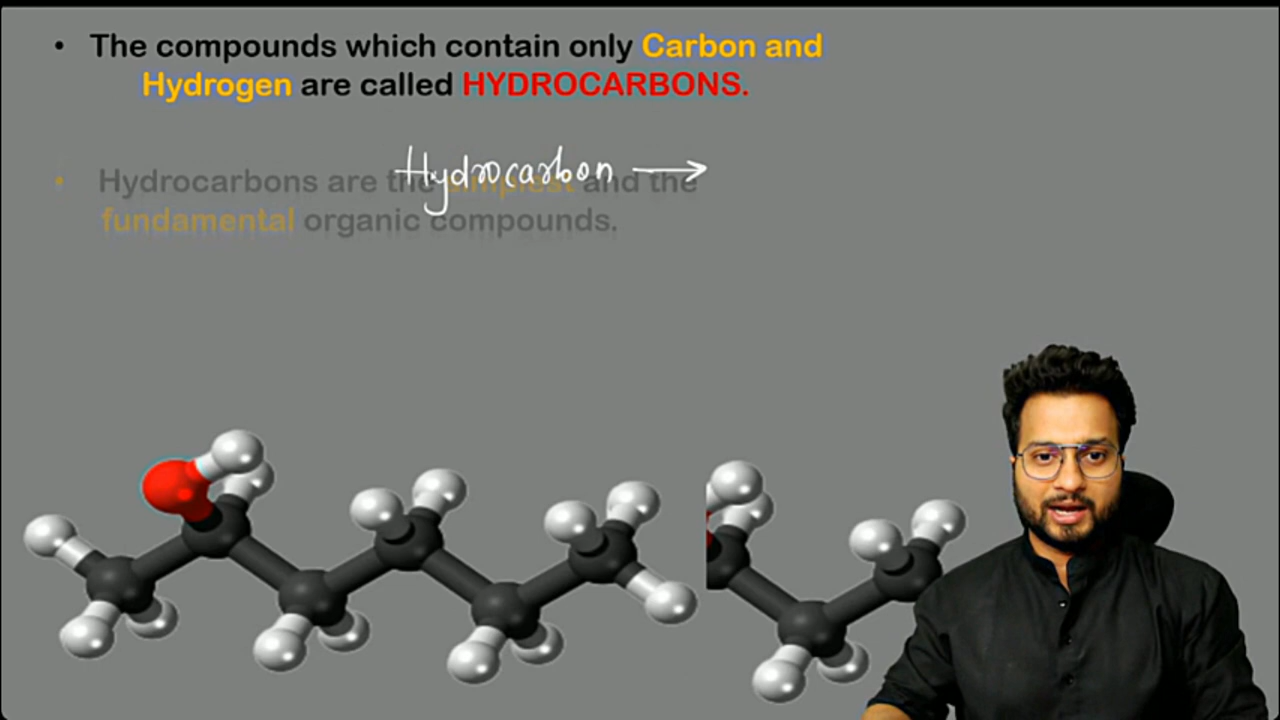 • The compounds which contain only Carbon and
Hydrogen are called HYDROCARBONS.
Hydrocarbon →
• Hydrocarbons are the simplest and the
fundamental organic compounds.